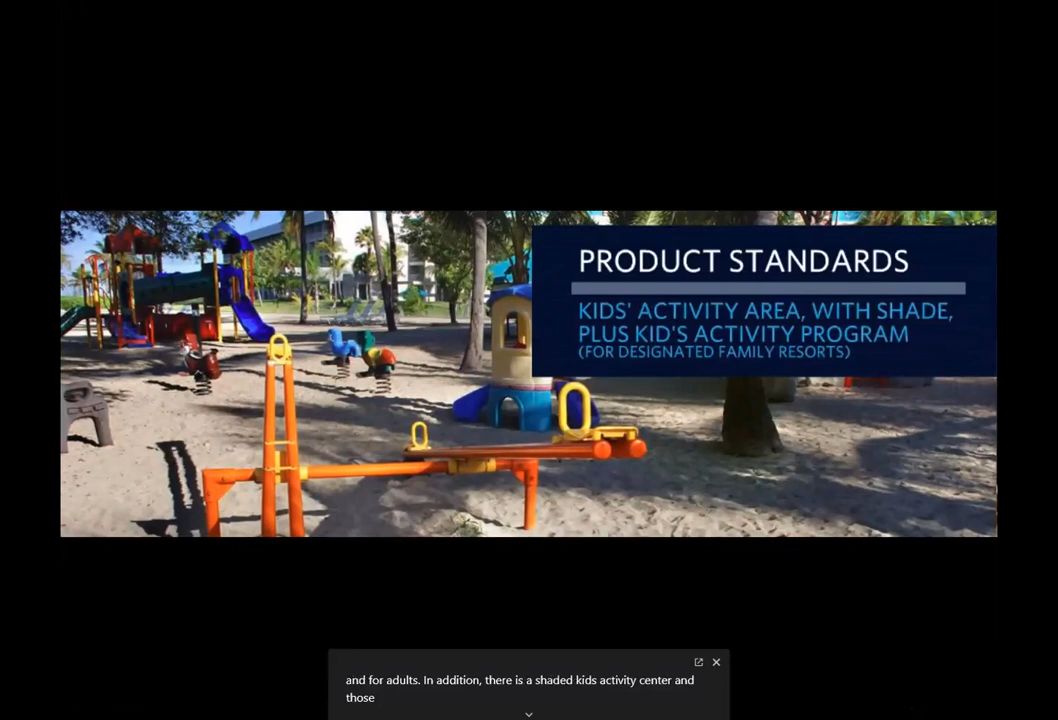 PRODUCT STANDARDS
KIDS' ACTIVITY AREA, WITH SHADE,
PLUS KID'S ACTIVITY PROGRAM
(FOR DESIGNATED FAMILY RESORTS)
and for adults. In addition, there is a shaded kids activity center and
those